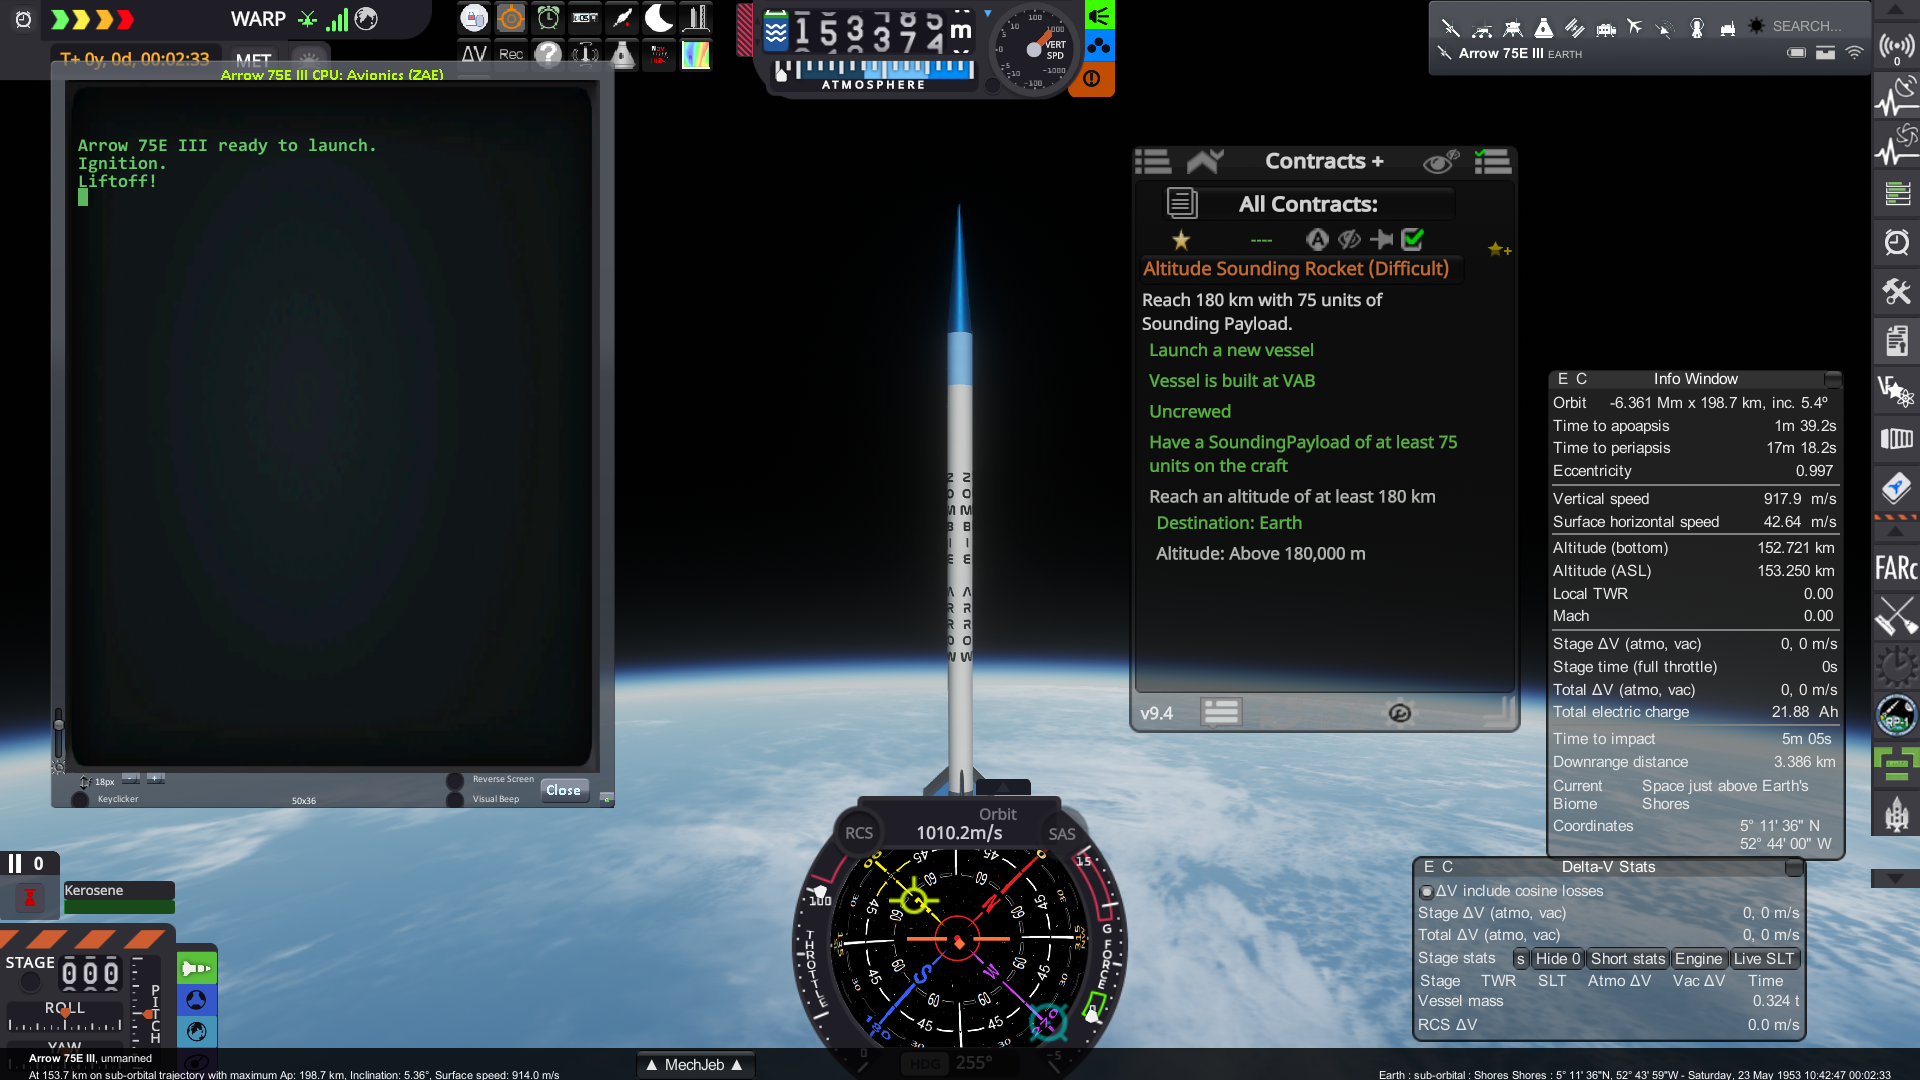 WARP
T+ 0y, 0d, 00:02:33
MET
ΔV
Rec
m
VERT
SPD
ATMOSPHERE
SEARCH...
Arrow 75E III EARTH
0
Arrow 75E III CPU: Avionics (ZAE)
Arrow 75E III ready to launch.
Ignition.
Liftoff!
18px
Keyclicker
50x36
Reverse Screen
Visual Beep
Close
ZOMBIE ARROW
ZOMBIE ARROW
Contracts +
All Contracts:
----
Altitude Sounding Rocket (Difficult)
Reach 180 km with 75 units of
Sounding Payload.
Launch a new vessel
Vessel is built at VAB
Uncrewed
Have a SoundingPayload of at least 75
units on the craft
Reach an altitude of at least 180 km
Destination: Earth
Altitude: Above 180,000 m
v9.4
E C Info Window
Orbit -6.361 Mm x 198.7 km, inc. 5.4º
Time to apoapsis 1m 39.2s
Time to periapsis 17m 18.2s
Eccentricity 0.997
Vertical speed 917.9 m/s
Surface horizontal speed 42.64 m/s
Altitude (bottom) 152.721 km
Altitude (ASL) 153.250 km
Local TWR 0.00
Mach 0.00
Stage ΔV (atmo, vac) 0, 0 m/s
Stage time (full throttle) 0s
Total ΔV (atmo, vac) 0, 0 m/s
Total electric charge 21.88 Ah
Time to impact 5m 05s
Downrange distance 3.386 km
Current Biome Space just above Earth's Shores
Coordinates 5° 11' 36" N
52° 44' 00" W
E C Delta-V Stats
ΔV include cosine losses
Stage ΔV (atmo, vac) 0, 0 m/s
Total ΔV (atmo, vac) 0, 0 m/s
Stage stats s Hide 0 Short stats Engine Live SLT
Stage TWR SLT Atmo ΔV Vac ΔV Time
Vessel mass 0.324 t
RCS ΔV 0.0 m/s
FARc
RP-1
Orbit
RCS 1010.2m/s SAS
THROTTLE
G FORCE
HDG 255°
0
Kerosene
STAGE 000
ROLL
PITCH
YAW
MechJeb
Arrow 75E III, unmanned
At 153.7 km on sub-orbital trajectory with maximum Ap: 198.7 km, Inclination: 5.36°, Surface speed: 914.0 m/s
Earth : sub-orbital : Shores Shores : 5° 11' 36"N, 52° 43' 59"W - Saturday, 23 May 1953 10:42:47 00:02:33